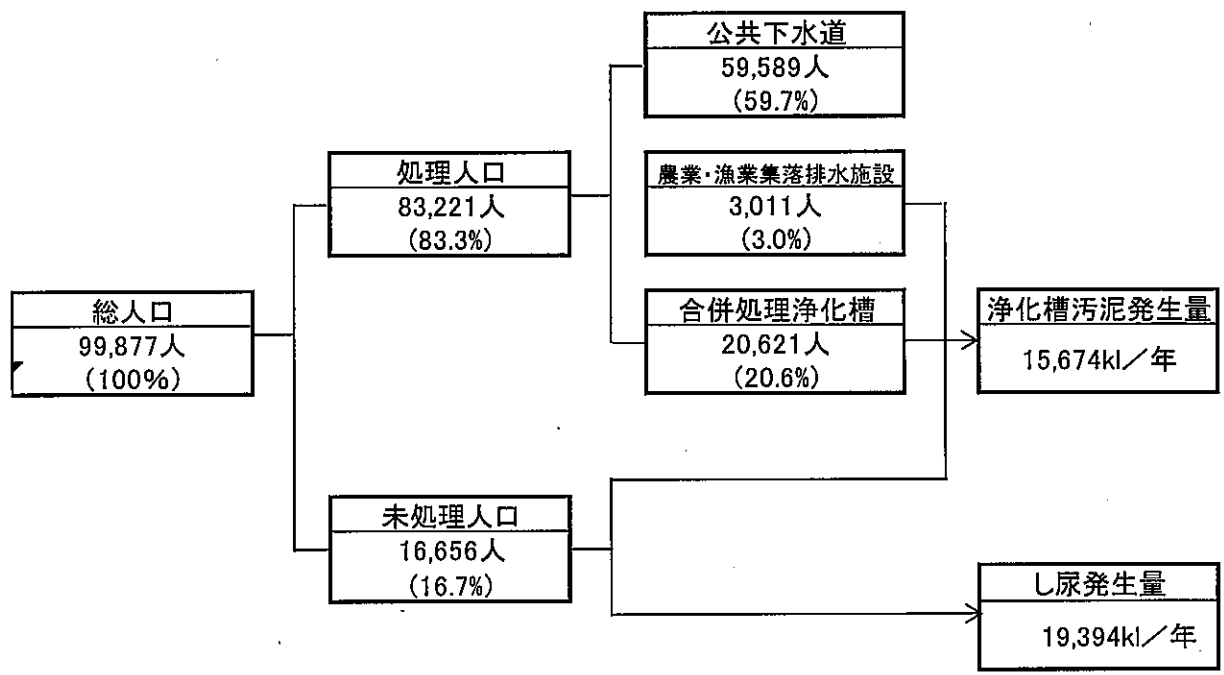 公共下水道
59,589人
(59.7%)
処理人口
83,221人
(83.3%)
農業・漁業集落排水施設
3,011人
(3.0%)
総人口
99,877人
(100%)
合併処理浄化槽
20,621人
(20.6%)
浄化槽汚泥発生量
15,674kl／年
未処理人口
16,656人
(16.7%)
し尿発生量
19,394kl／年